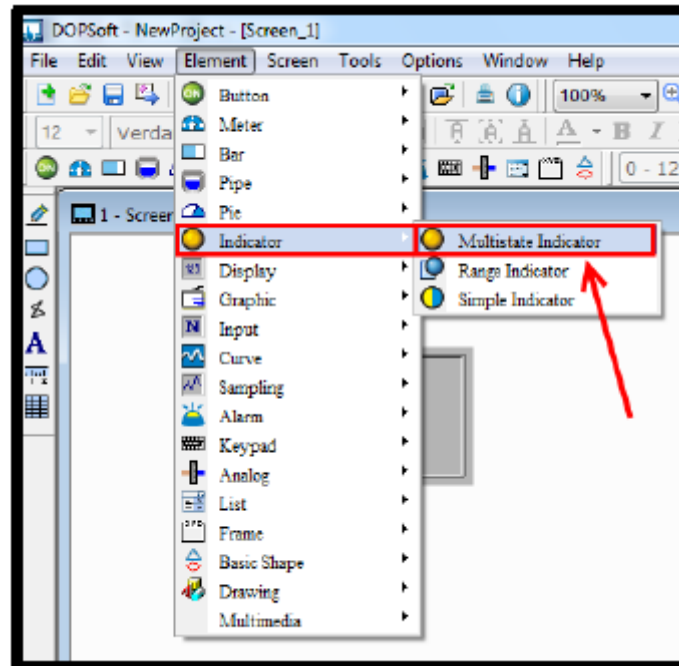 DOPSoft - NewProject - [Screen_1]
File Edit View Element Screen Tools Options Window Help
100%
12 Verda A B I
0 - 12
1 - Screen
Button
Meter
Bar
Pipe
Pie
Indicator
Multistate Indicator
Display
Range Indicator
Graphic
Simple Indicator
Input
Curve
Sampling
Alarm
Keypad
Analog
List
Frame
Basic Shape
Drawing
Multimedia